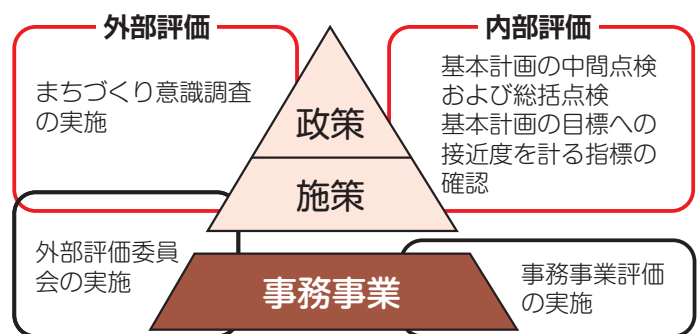 外部評価
まちづくり意識調査
の実施
外部評価委員
会の実施
政策
施策
事務事業
内部評価
基本計画の中間点検
および総括点検
基本計画の目標への
接近度を計る指標の
確認
事務事業評価
の実施